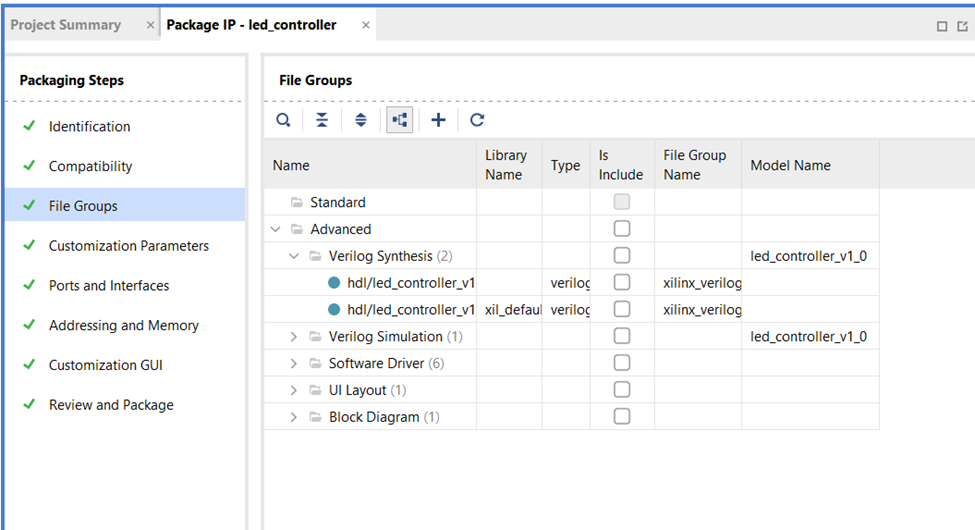 Project Summary × Package IP - led_controller ×
Packaging Steps
Identification
Compatibility
File Groups
Customization Parameters
Ports and Interfaces
Addressing and Memory
Customization GUI
Review and Package
File Groups
Name Library Name Type Is Include File Group Name Model Name
Standard
Advanced
Verilog Synthesis (2) led_controller_v1_0
hdl/led_controller_v1 verilog xilinx_verilog
hdl/led_controller_v1 xil_defaul verilog xilinx_verilog
Verilog Simulation (1) led_controller_v1_0
Software Driver (6)
UI Layout (1)
Block Diagram (1)